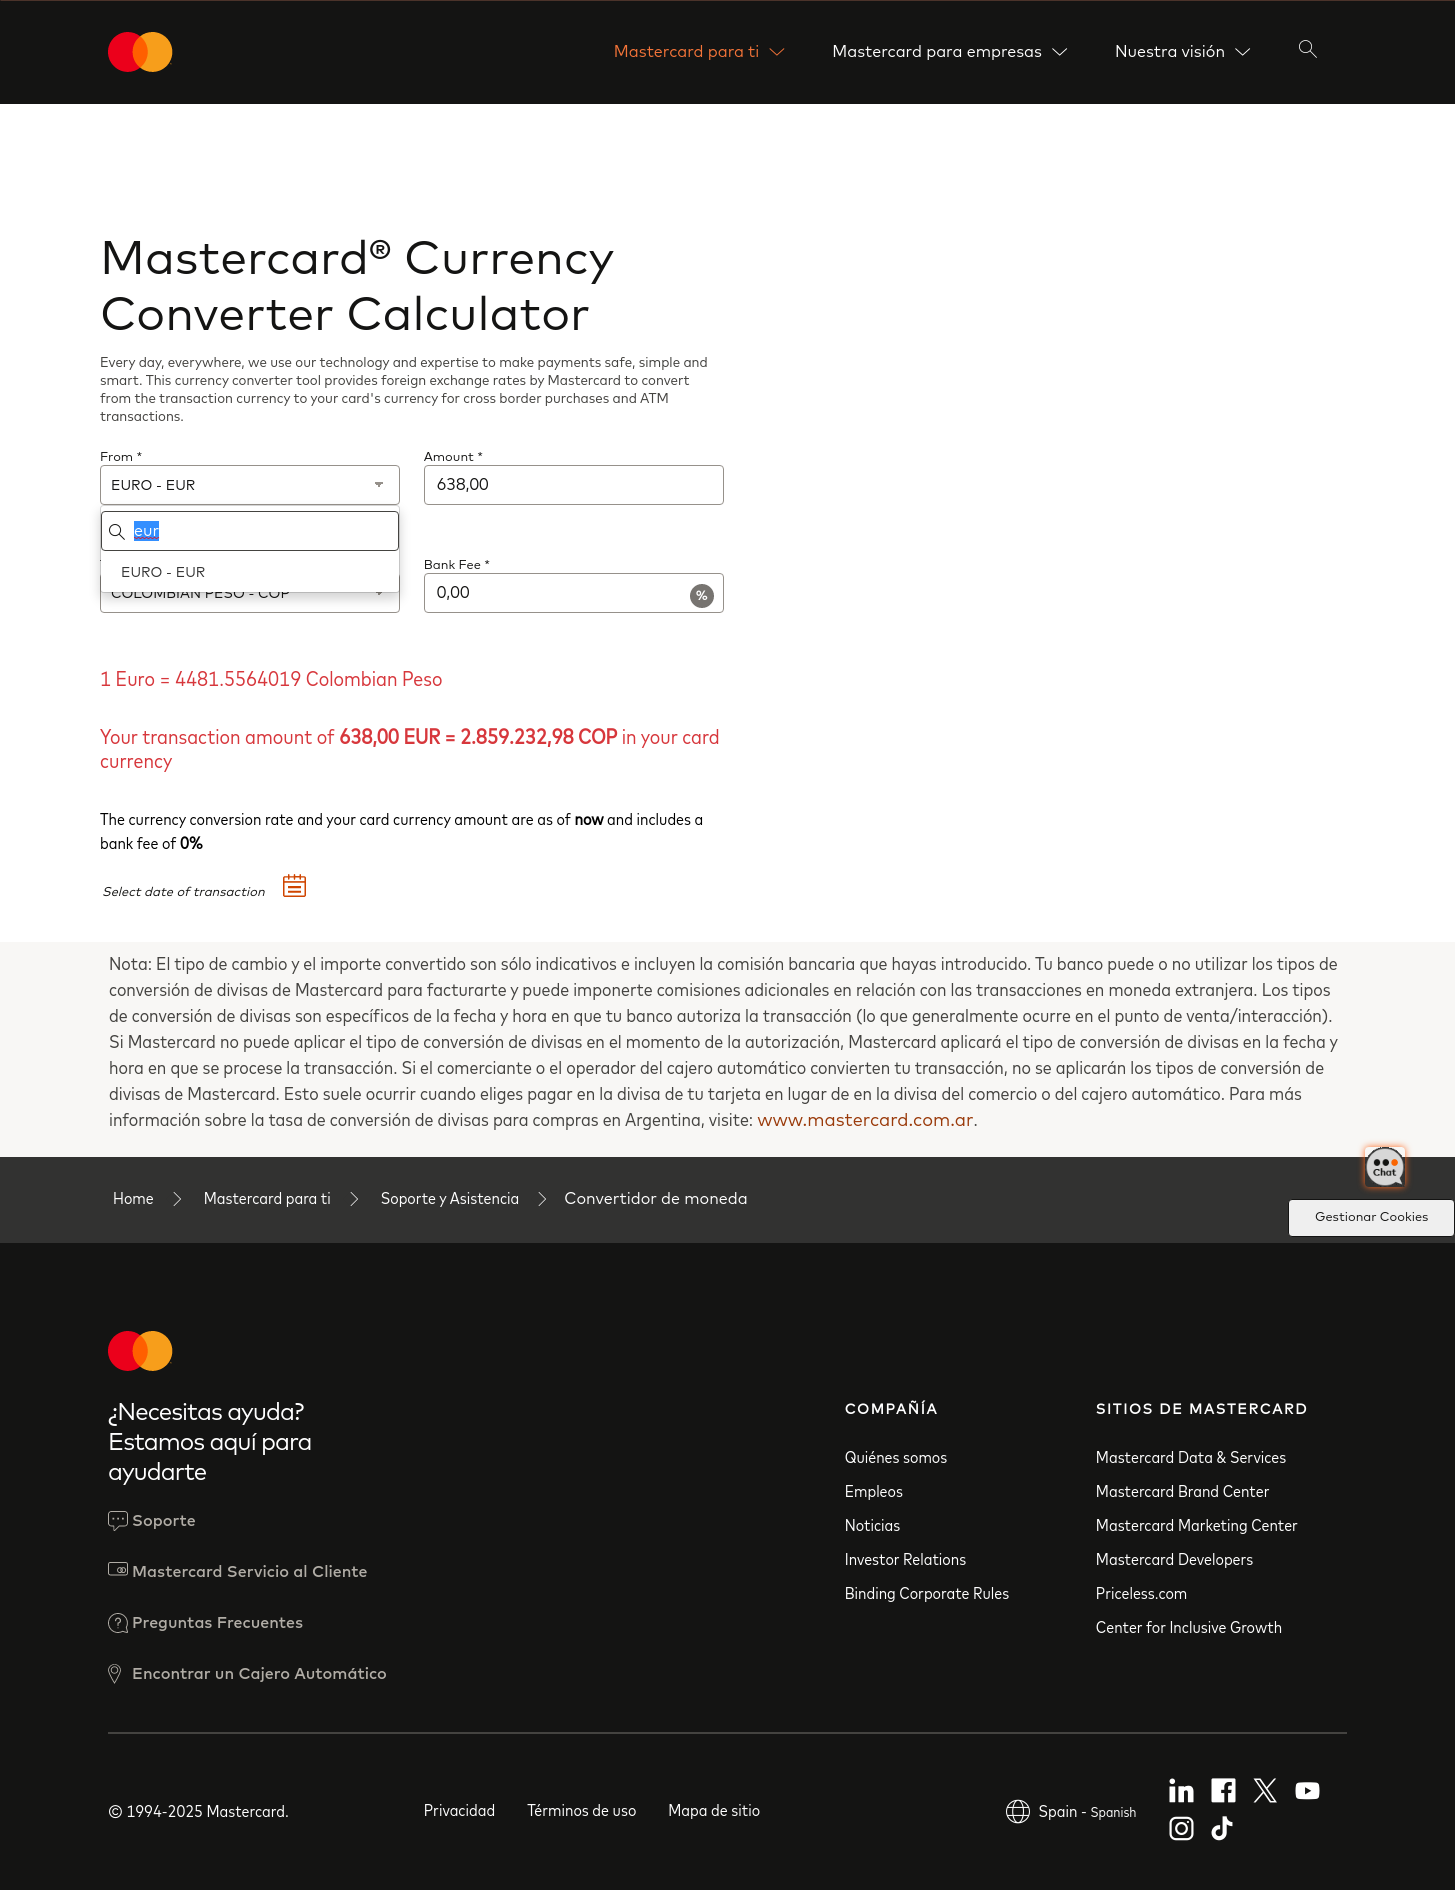 Mastercard para ti
Mastercard para empresas
Nuestra visión
Mastercard® Currency
Converter Calculator
Every day, everywhere, we use our technology and expertise to make payments safe, simple and
smart. This currency converter tool provides foreign exchange rates by Mastercard to convert
from the transaction currency to your card's currency for cross border purchases and ATM
transactions.
From *
EURO - EUR
Amount *
638,00
eur
EURO - EUR
COLOMBIAN PESO - COP
Bank Fee *
0,00
%
1 Euro = 4481.5564019 Colombian Peso
Your transaction amount of 638,00 EUR = 2.859.232,98 COP in your card
currency
The currency conversion rate and your card currency amount are as of now and includes a
bank fee of 0%
Select date of transaction
Nota: El tipo de cambio y el importe convertido son sólo indicativos e incluyen la comisión bancaria que hayas introducido. Tu banco puede o no utilizar los tipos de
conversión de divisas de Mastercard para facturarte y puede imponerte comisiones adicionales en relación con las transacciones en moneda extranjera. Los tipos
de conversión de divisas son específicos de la fecha y hora en que tu banco autoriza la transacción (lo que generalmente ocurre en el punto de venta/interacción).
Si Mastercard no puede aplicar el tipo de conversión de divisas en el momento de la autorización, Mastercard aplicará el tipo de conversión de divisas en la fecha y
hora en que se procese la transacción. Si el comerciante o el operador del cajero automático convierten tu transacción, no se aplicarán los tipos de conversión de
divisas de Mastercard. Esto suele ocurrir cuando eliges pagar en la divisa de tu tarjeta en lugar de en la divisa del comercio o del cajero automático. Para más
información sobre la tasa de conversión de divisas para compras en Argentina, visite: www.mastercard.com.ar.
Chat
Home
Mastercard para ti
Soporte y Asistencia
Convertidor de moneda
Gestionar Cookies
¿Necesitas ayuda?
Estamos aquí para
ayudarte
Soporte
Mastercard Servicio al Cliente
Preguntas Frecuentes
Encontrar un Cajero Automático
COMPAÑÍA
Quiénes somos
Empleos
Noticias
Investor Relations
Binding Corporate Rules
SITIOS DE MASTERCARD
Mastercard Data & Services
Mastercard Brand Center
Mastercard Marketing Center
Mastercard Developers
Priceless.com
Center for Inclusive Growth
© 1994-2025 Mastercard.
Privacidad
Términos de uso
Mapa de sitio
Spain - Spanish